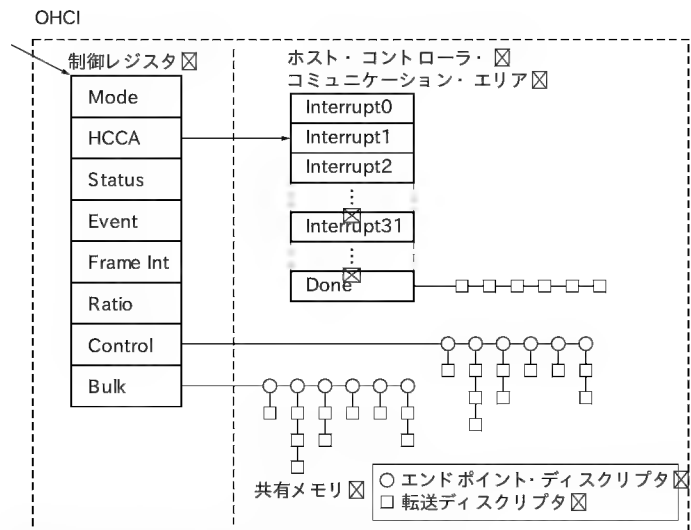 OHCI
制御レジスタ
Mode
HCCA
Status
Event
Frame Int
Ratio
Control
Bulk
ホスト・コントローラ・
コミュニケーション・エリア
Interrupt0
Interrupt1
Interrupt2
Interrupt31
Done
共有メモリ
エンドポイント・ディスクリプタ
転送ディスクリプタ